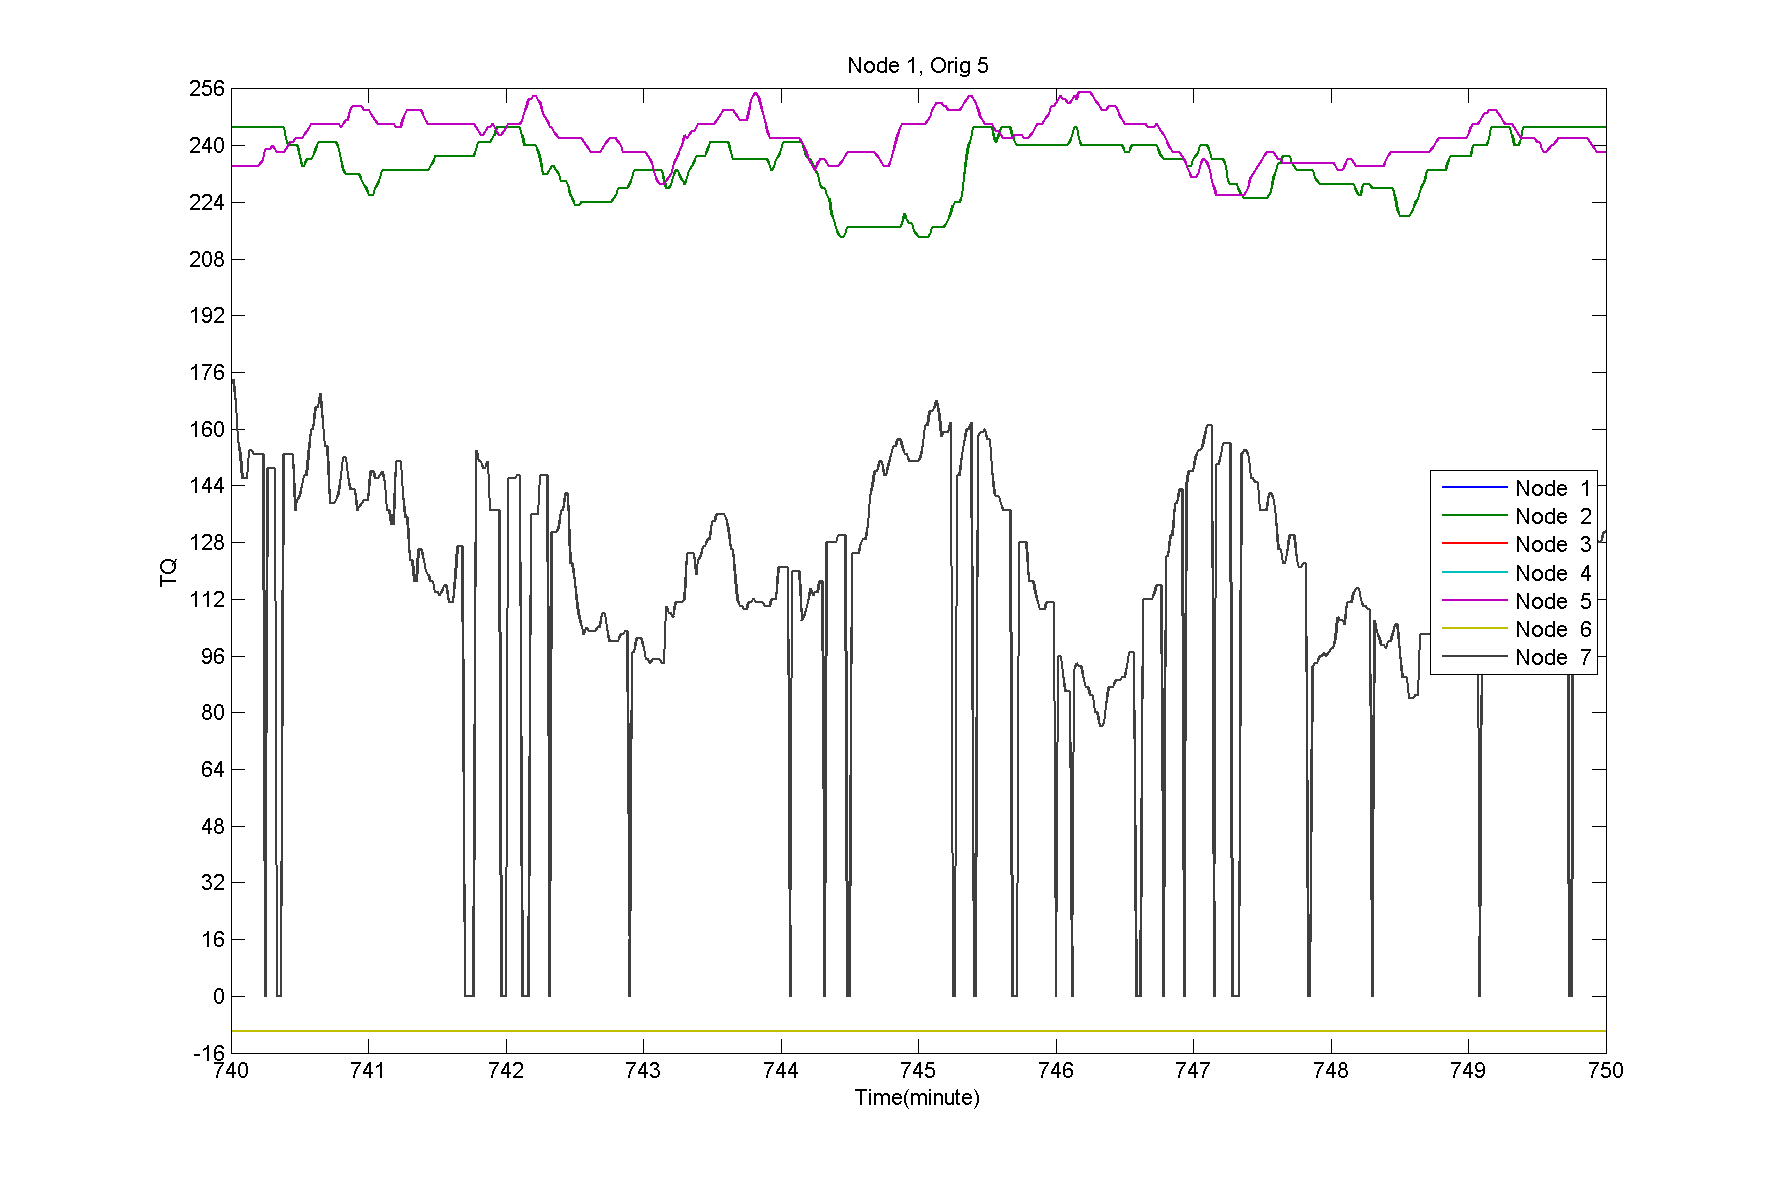 Node 1, Orig 5
256
240
224
208
192
176
160
144
128
112
96
80
64
48
32
16
0
-16
TQ
Node 1
Node 2
Node 3
Node 4
Node 5
Node 6
Node 7
740 741 742 743 744 745 746 747 748 749 750
Time(minute)